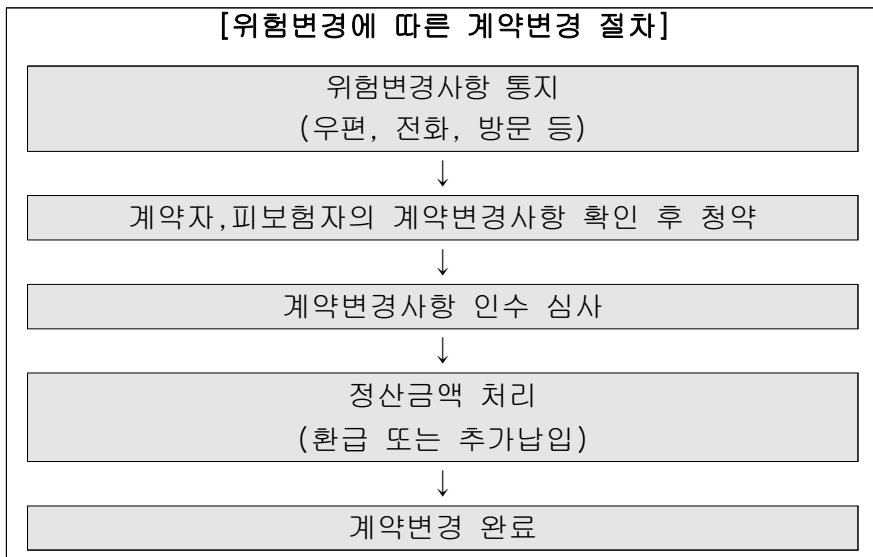 [위험변경에 따른 계약변경 절차]
위험변경사항 통지
(우편, 전화, 방문 등)
↓
계약자,피보험자의 계약변경사항 확인 후 청약
↓
계약변경사항 인수 심사
↓
정산금액 처리
(환급 또는 추가납입)
↓
계약변경 완료